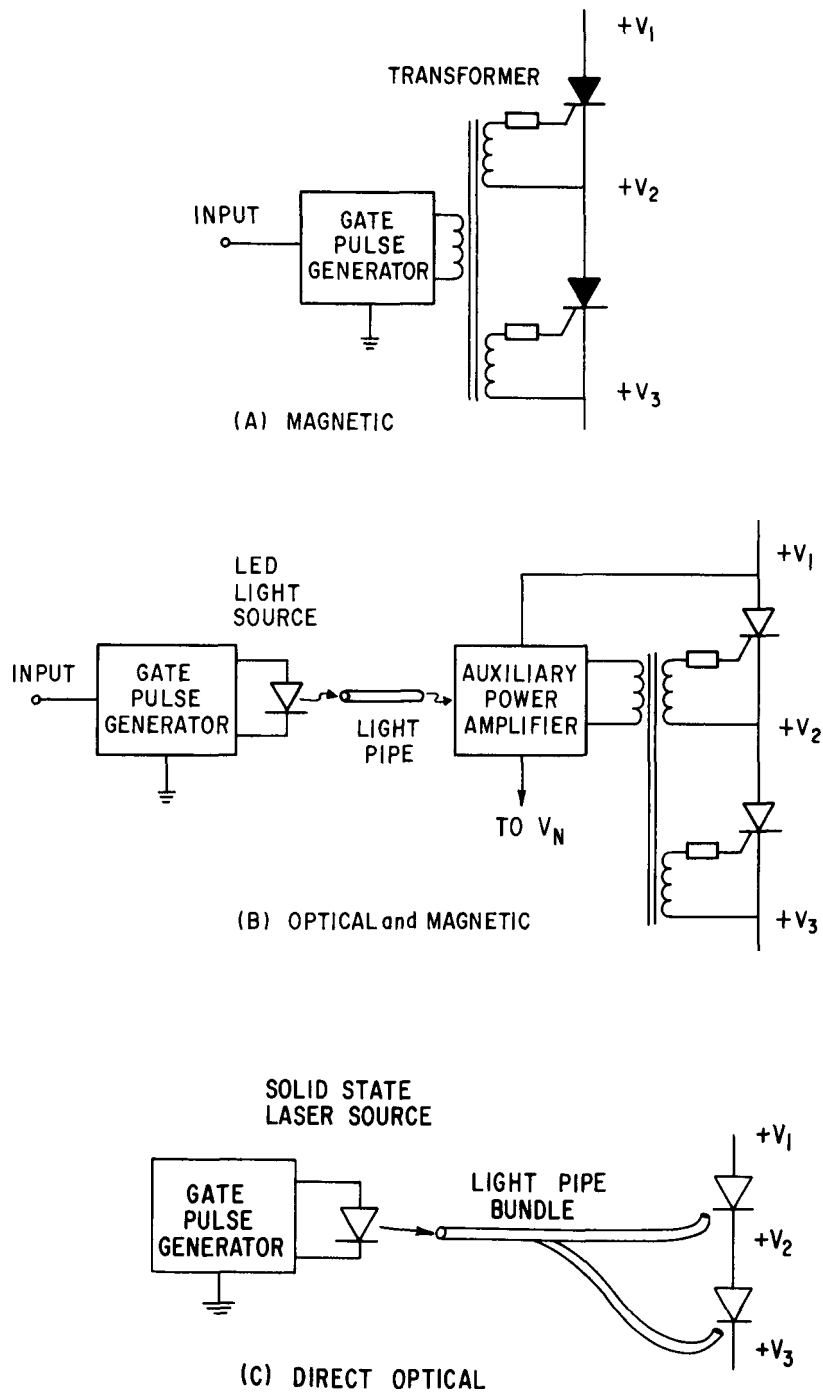 +V1
TRANSFORMER
INPUT
GATE
PULSE
GENERATOR
+V2
+V3
(A) MAGNETIC
LED
LIGHT
SOURCE
+V1
INPUT
GATE
PULSE
GENERATOR
LIGHT
PIPE
AUXILIARY
POWER
AMPLIFIER
+V2
TO VN
+V3
(B) OPTICAL and MAGNETIC
SOLID STATE
LASER SOURCE
+V1
GATE
PULSE
GENERATOR
LIGHT PIPE
BUNDLE
+V2
+V3
(C) DIRECT OPTICAL